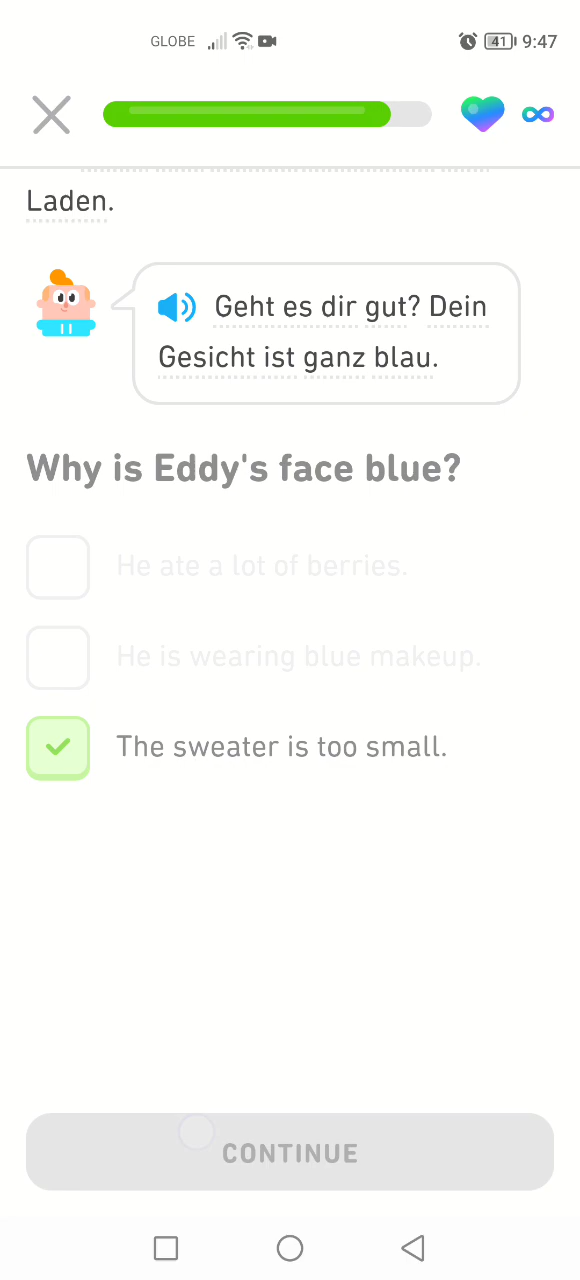 GLOBE 41 9:47
Laden.
Geht es dir gut? Dein
Gesicht ist ganz blau.
Why is Eddy's face blue?
He ate a lot of berries.
He is wearing blue makeup.
The sweater is too small.
CONTINUE